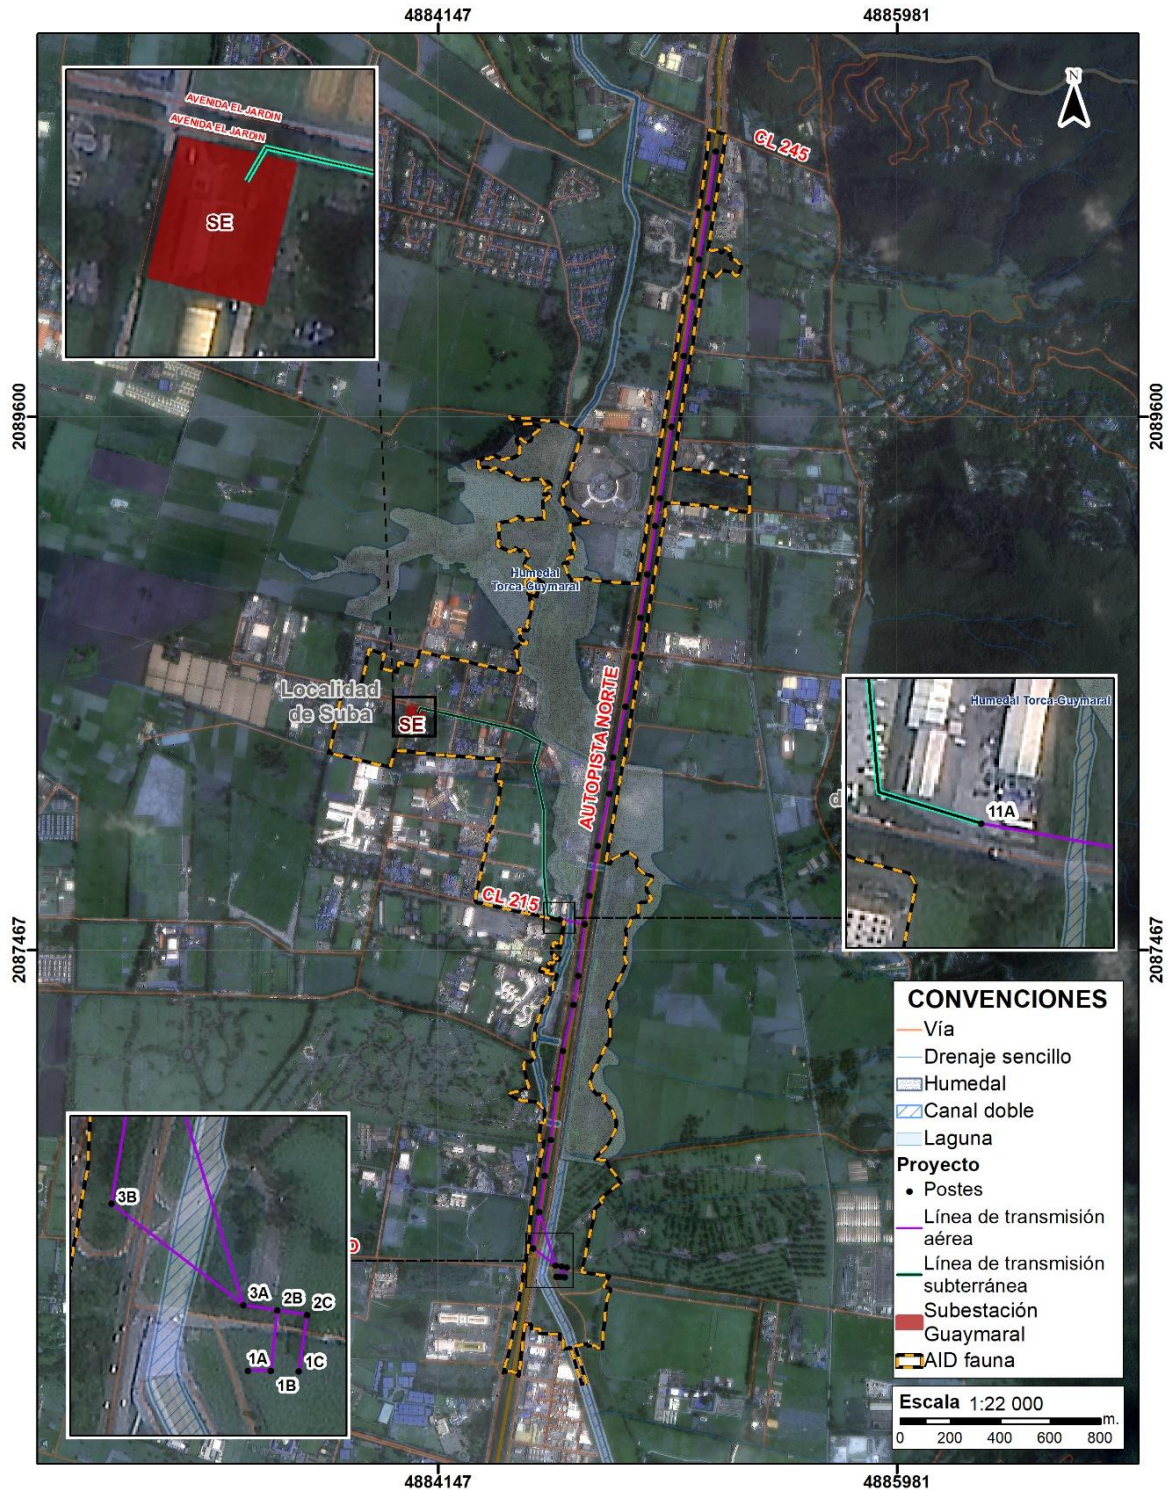 4884147
4885981
N
AVENIDA EL JARDIN
AVENIDA EL JARDIN
SE
CL 245
2089600
2089600
Humedal
Torca-Guymaral
Localidad
de Suba
SE
AUTOPISTA NORTE
Humedal Torca-Guymaral
d
11A
CL 215
2087467
2087467
CONVENCIONES
Vía
Drenaje sencillo
Humedal
Canal doble
Laguna
Proyecto
Postes
Línea de transmisión
aérea
Línea de transmisión
subterránea
Subestación
Guaymaral
AID fauna
3B
3A
2B
2C
1A
1B
1C
Escala 1:22 000
0 200 400 600 800 m.
4884147
4885981